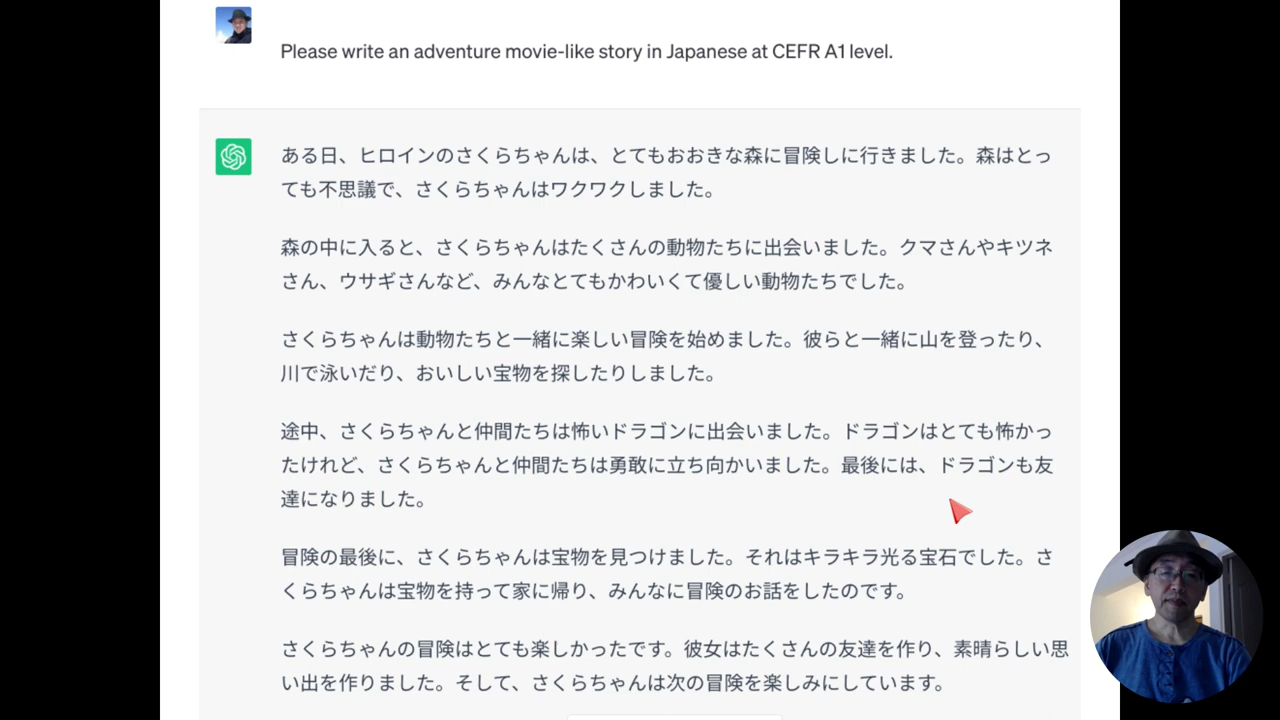 Please write an adventure movie-like story in Japanese at CEFR A1 level.
ある日、ヒロインのさくらちゃんは、とてもおおきな森に冒険しに行きました。森はとっ
ても不思議で、さくらちゃんはワクワクしました。
森の中に入ると、さくらちゃんはたくさんの動物たちに出会いました。クマさんやキツネ
さん、ウサギさんなど、みんなとてもかわいくて優しい動物たちでした。
さくらちゃんは動物たちと一緒に楽しい冒険を始めました。彼らと一緒に山を登ったり、
川で泳いだり、おいしい宝物を探したりしました。
途中、さくらちゃんと仲間たちは怖いドラゴンに出会いました。ドラゴンはとても怖かっ
たけれど、さくらちゃんと仲間たちは勇敢に立ち向かいました。最後には、ドラゴンも友
達になりました。
冒険の最後に、さくらちゃんは宝物を見つけました。それはキラキラ光る宝石でした。さ
くらちゃんは宝物を持って家に帰り、みんなに冒険のお話をしたのです。
さくらちゃんの冒険はとても楽しかったです。彼女はたくさんの友達を作り、素晴らしい思
い出を作りました。そして、さくらちゃんは次の冒険を楽しみにしています。